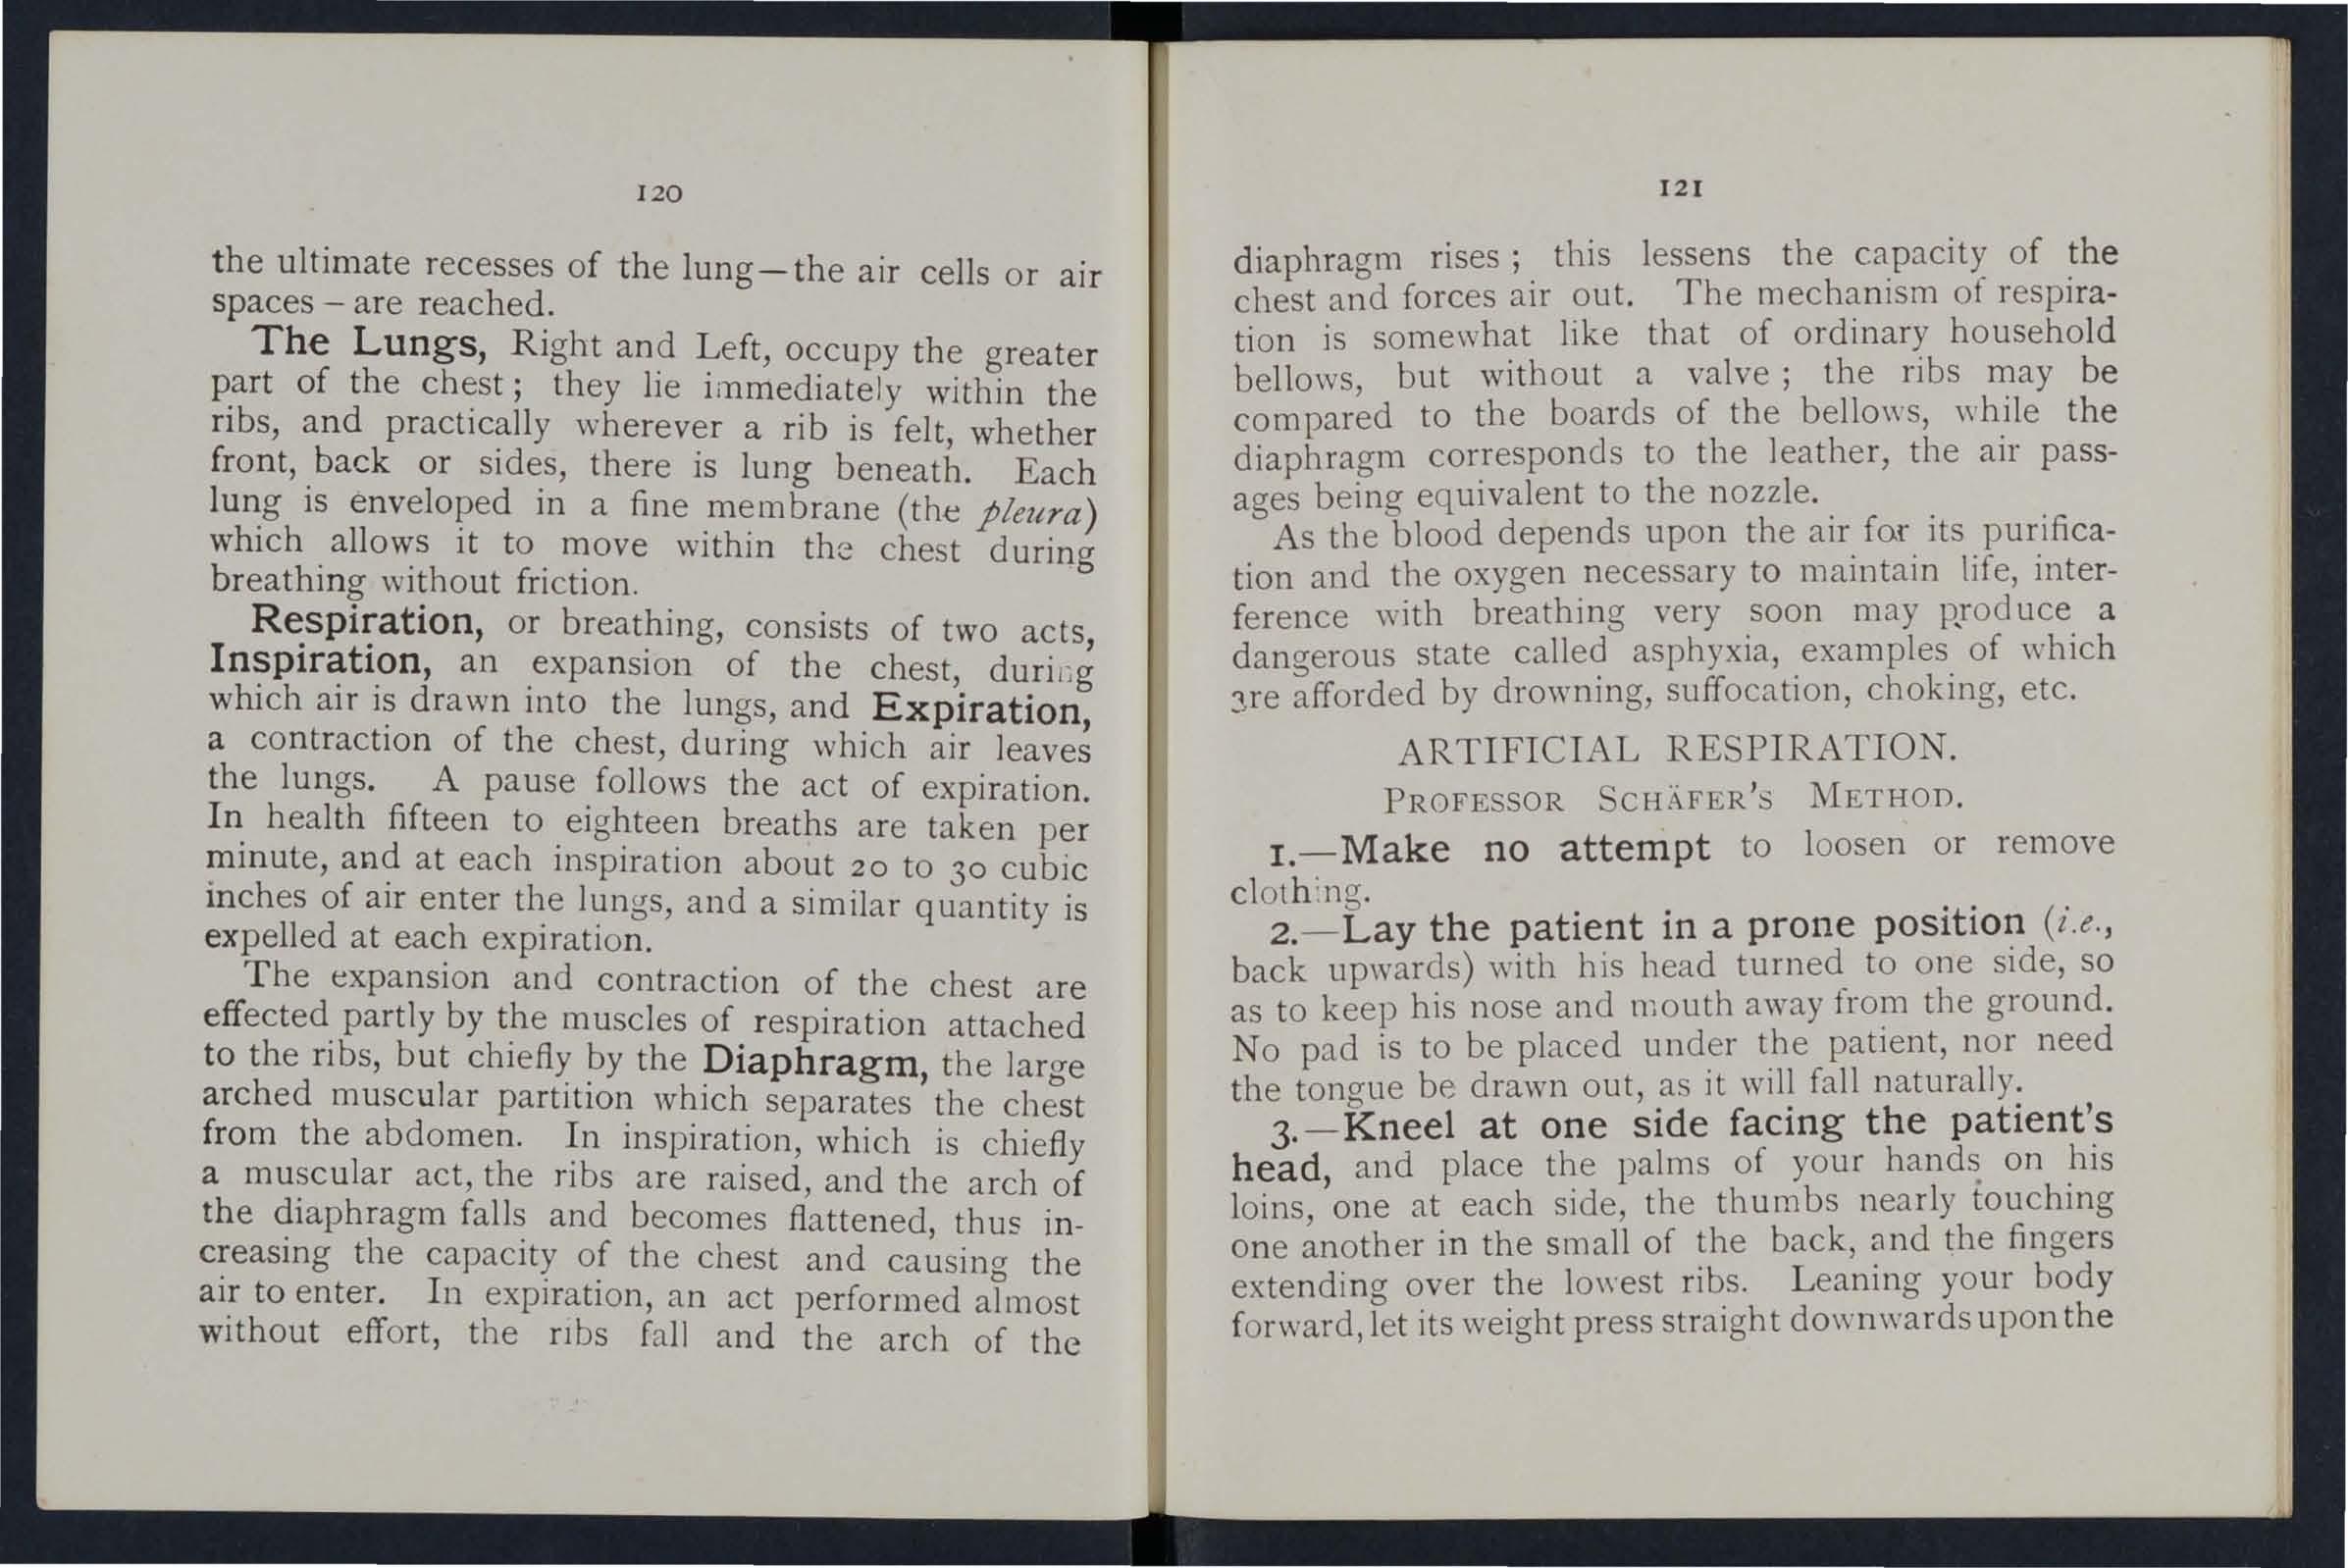 120
the ultimate recesses of the lung—the air cells or air
spaces – are reached.
The Lungs, Right and Left, occupy the greater
part of the chest; they lie immediately within the
ribs, and practically wherever a rib is felt, whether
front, back or sides, there is lung beneath. Each
lung is enveloped in a fine membrane (the pleura)
which allows it to move within the chest during
breathing without friction.
Respiration, or breathing, consists of two acts,
Inspiration, an expansion of the chest, during
which air is drawn into the lungs, and Expiration,
a contraction of the chest, during which air leaves
the lungs. A pause follows the act of expiration.
In health fifteen to eighteen breaths are taken per
minute, and at each inspiration about 20 to 30 cubic
inches of air enter the lungs, and a similar quantity is
expelled at each expiration.
The expansion and contraction of the chest are
effected partly by the muscles of respiration attached
to the ribs, but chiefly by the Diaphragm, the large
arched muscular partition which separates the chest
from the abdomen. In inspiration, which is chiefly
a muscular act, the ribs are raised, and the arch of
the diaphragm falls and becomes flattened, thus in-
creasing the capacity of the chest and causing the
air to enter. In expiration, an act performed almost
without effort, the ribs fall and the arch of the
121
diaphragm rises; this lessens the capacity of the
chest and forces air out. The mechanism of respira-
tion is somewhat like that of ordinary household
bellows, but without a valve; the ribs may be
compared to the boards of the bellows, while the
diaphragm corresponds to the leather, the air pass-
ages being equivalent to the nozzle.
As the blood depends upon the air for its purifica-
tion and the oxygen necessary to maintain life, inter-
ference with breathing very soon may produce a
dangerous state called asphyxia, examples of which
are afforded by drowning, suffocation, choking, etc.
ARTIFICIAL RESPIRATION.
PROFESSOR SCHÄFER'S METHOD.
1.—Make no attempt to loosen or remove
clothing.
2.—Lay the patient in a prone position (i.e.,
back upwards) with his head turned to one side, so
as to keep his nose and mouth away from the ground.
No pad is to be placed under the patient, nor need
the tongue be drawn out, as it will fall naturally.
3.—Kneel at one side facing the patient's
head, and place the palms of your hands on his
loins, one at each side, the thumbs nearly touching
one another in the small of the back, and the fingers
extending over the lowest ribs. Leaning your body
forward, let its weight press straight downwards upon the